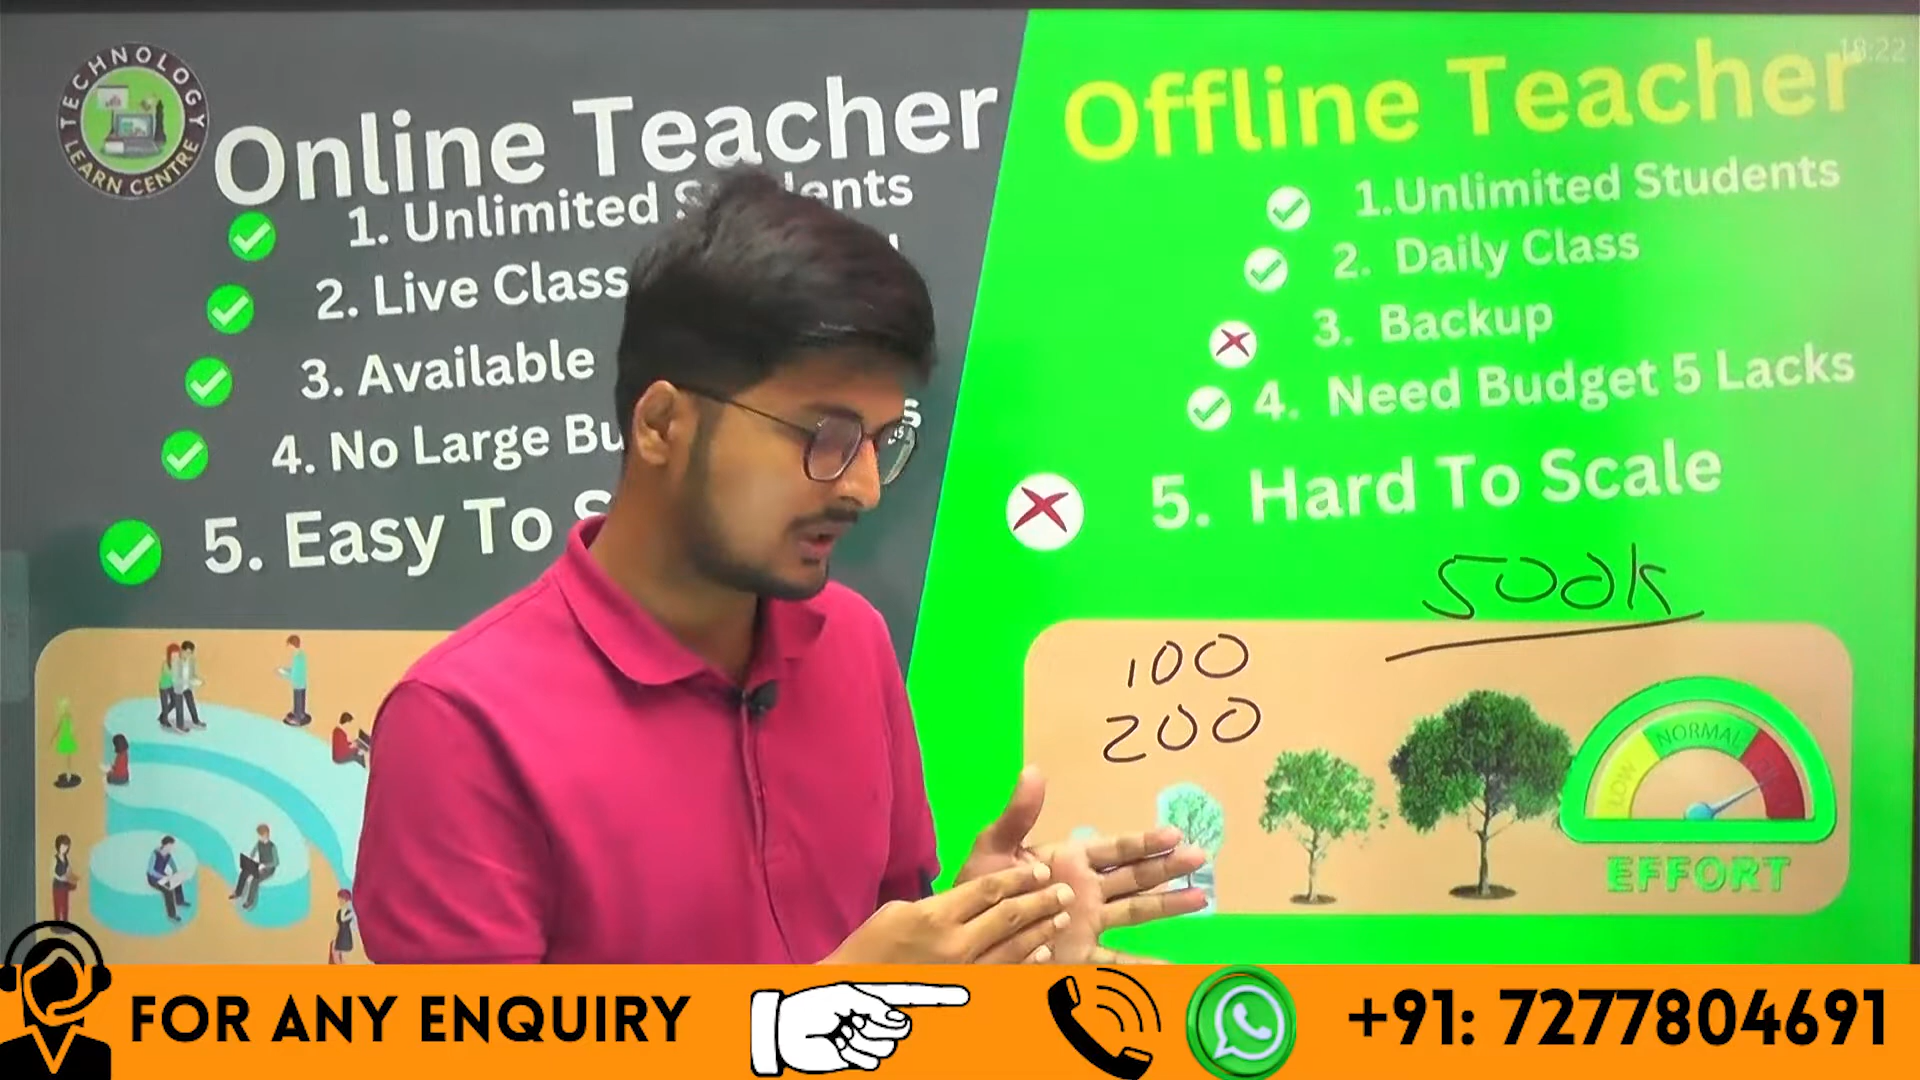 TECHNOLOGY
LEARN CENTRE
Online Teacher
1. Unlimited
2. Live Class
3. Available
4. No Large
5. Easy To
18:22
Offline Teacher
1.Unlimited Students
2. Daily Class
3. Backup
4. Need Budget 5 Lacks
5. Hard To Scale
500k
100
200
LOW
NORMAL
EFFORT
FOR ANY ENQUIRY
+91: 7277804691